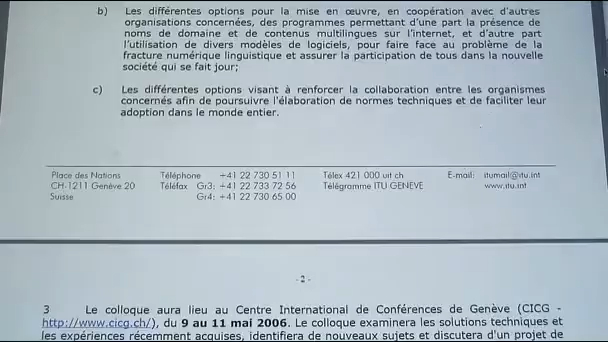 b) Les différentes options pour la mise en œuvre, en coopération avec d'autres
organisations concernées, des programmes permettant d'une part la présence de
noms de domaine et de contenus multilingues sur l'internet, et d'autre part
l'utilisation de divers modèles de logiciels, pour faire face au problème de la
fracture numérique linguistique et assurer la participation de tous dans la nouvelle
société qui se fait jour;
c) Les différentes options visant à renforcer la collaboration entre les organismes
concernés afin de poursuivre l'élaboration de normes techniques et de faciliter leur
adoption dans le monde entier.
Place des Nations Téléphone +41 22 730 51 11 Télex 421 000 uit ch E-mail: itumail@itu.int
CH-1211 Genève 20 Téléfax Gr3: +41 22 733 72 56 Télégramme ITU GENEVE www.itu.int
Suisse Gr4: +41 22 730 65 00
- 2 -
3 Le colloque aura lieu au Centre International de Conférences de Genève (CICG -
http://www.cicg.ch/), du 9 au 11 mai 2006. Le colloque examinera les solutions techniques et
les expériences récemment acquises, identifiera de nouveaux sujets et discutera d'un projet de